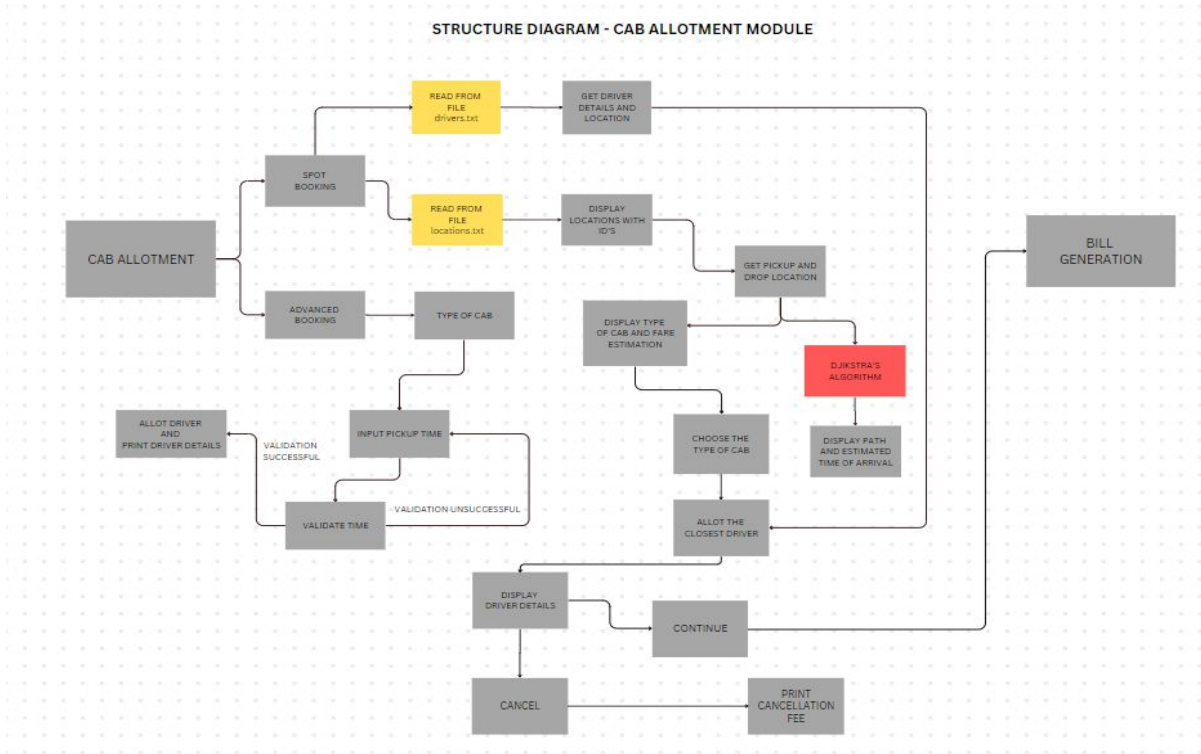 STRUCTURE DIAGRAM - CAB ALLOTMENT MODULE
READ FROM
FILE
drivers.txt
GET DRIVER
DETAILS AND
LOCATION
SPOT
BOOKING
READ FROM
FILE
locations.txt
DISPLAY
LOCATIONS WITH
ID'S
CAB ALLOTMENT
GET PICKUP AND
DROP LOCATION
BILL
GENERATION
ADVANCED
BOOKING
TYPE OF CAB
DISPLAY TYPE
OF CAB AND FARE
ESTIMATION
DJIKSTRA'S
ALGORITHM
ALLOT DRIVER
AND
PRINT DRIVER DETAILS
VALIDATION
SUCCESSFUL
INPUT PICKUP TIME
CHOOSE THE
TYPE OF CAB
DISPLAY PATH
AND ESTIMATED
TIME OF ARRIVAL
VALIDATE TIME
VALIDATION UNSUCCESSFUL
ALLOT THE
CLOSEST DRIVER
DISPLAY
DRIVER DETAILS
CONTINUE
CANCEL
PRINT
CANCELLATION
FEE